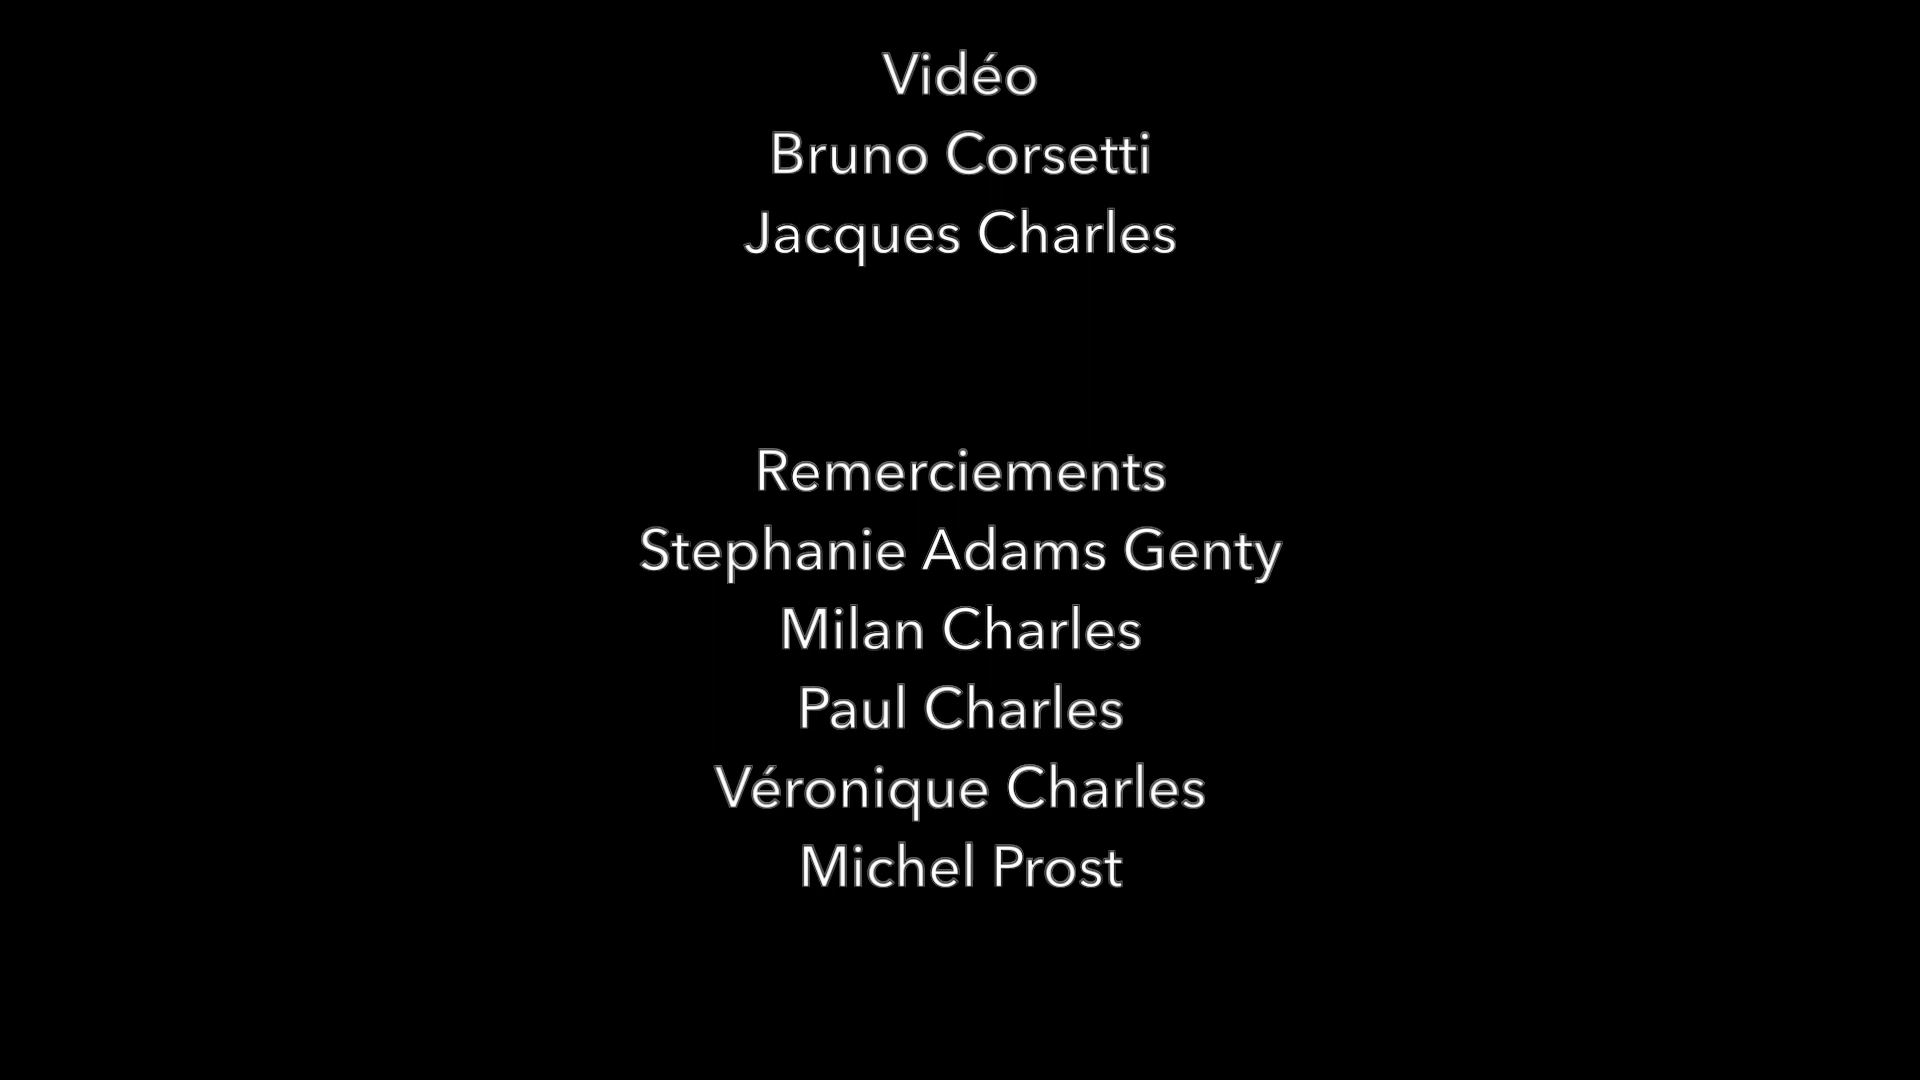 Vidéo
Bruno Corsetti
Jacques Charles
Remerciements
Stephanie Adams Genty
Milan Charles
Paul Charles
Véronique Charles
Michel Prost